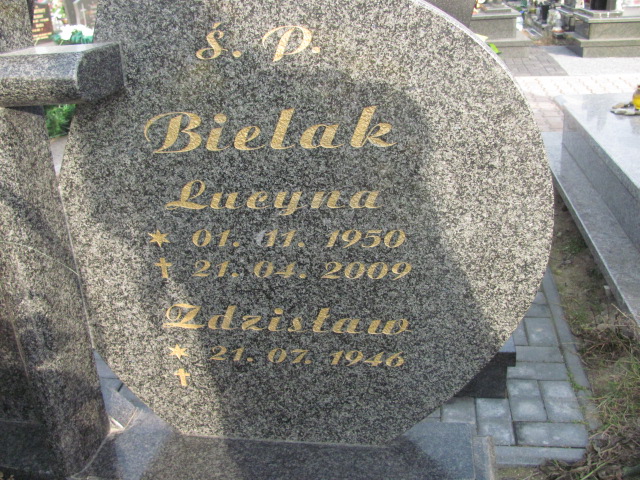 ś. P.
Bielak
Lucyna
* 01. 11. 1950
† 21. 04. 2009
Zdzisław
* 21. 07. 1946
†